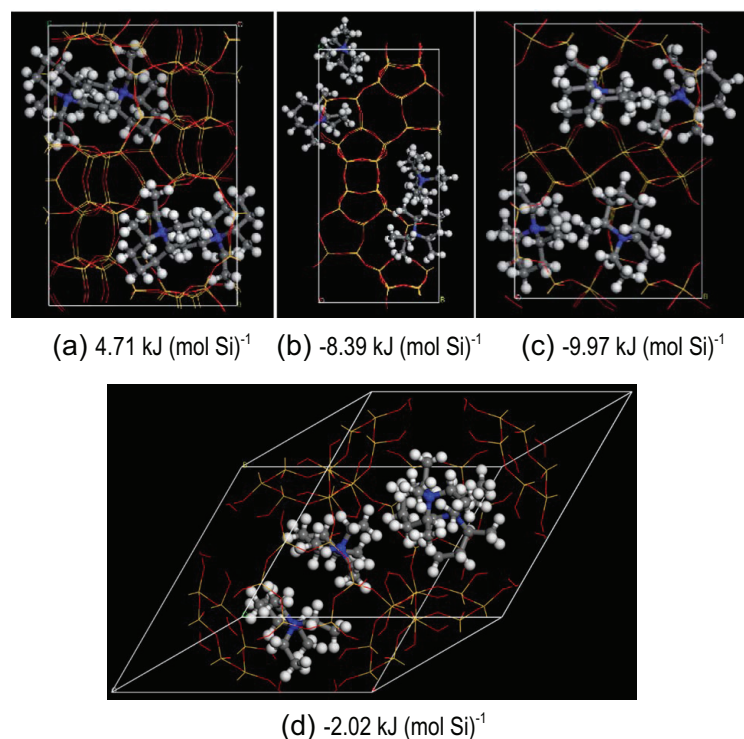 (a) 4.71 kJ (mol Si)⁻¹ (b) -8.39 kJ (mol Si)⁻¹ (c) -9.97 kJ (mol Si)⁻¹
(d) -2.02 kJ (mol Si)⁻¹